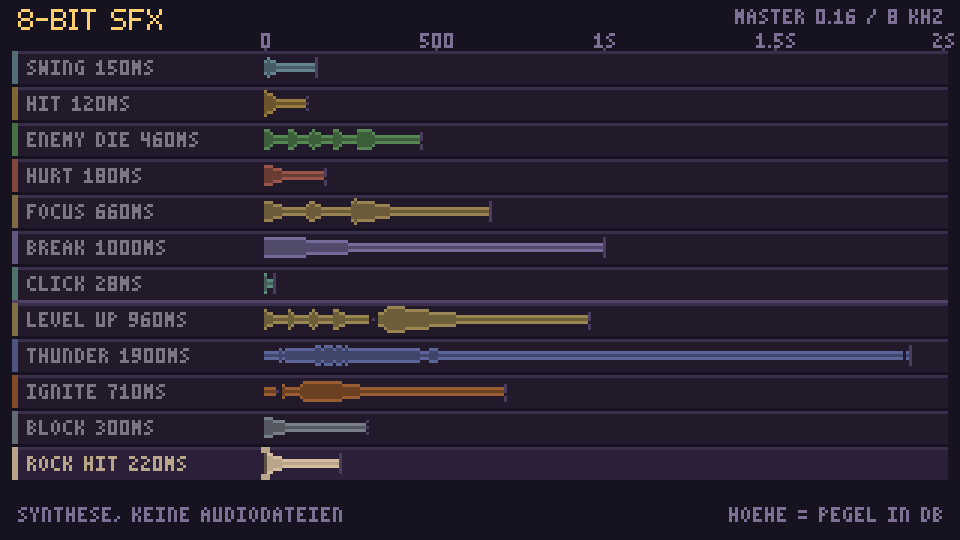 8-BIT SFX
MASTER 0.16 / 8 KHZ
0 500 1S 1.5S 2S
SWING 150MS
HIT 120MS
ENEMY DIE 460MS
HURT 180MS
FOCUS 660MS
BREAK 1000MS
CLICK 28MS
LEVEL UP 960MS
THUNDER 1900MS
IGNITE 710MS
BLOCK 300MS
ROCK HIT 220MS
SYNTHESE, KEINE AUDIODATEIEN
HOEHE = PEGEL IN DB